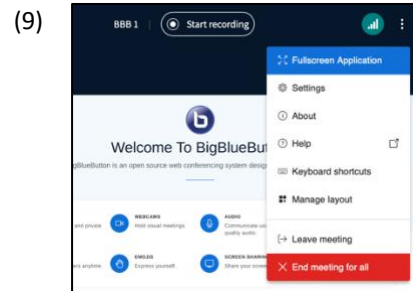 (9)
BBB 1
Start recording
Fullscreen Application
Settings
About
Help
Keyboard shortcuts
Manage layout
Leave meeting
End meeting for all
b
Welcome To BigBlueBut
gBlueButton is an open source web conferencing system desig
and private
WEBCAMS
Hold visual meetings.
AUDIO
Communicate us
quality audio.
ers anytime.
EMOJIS
Express yourself.
SCREEN SHARIN
Share your scree